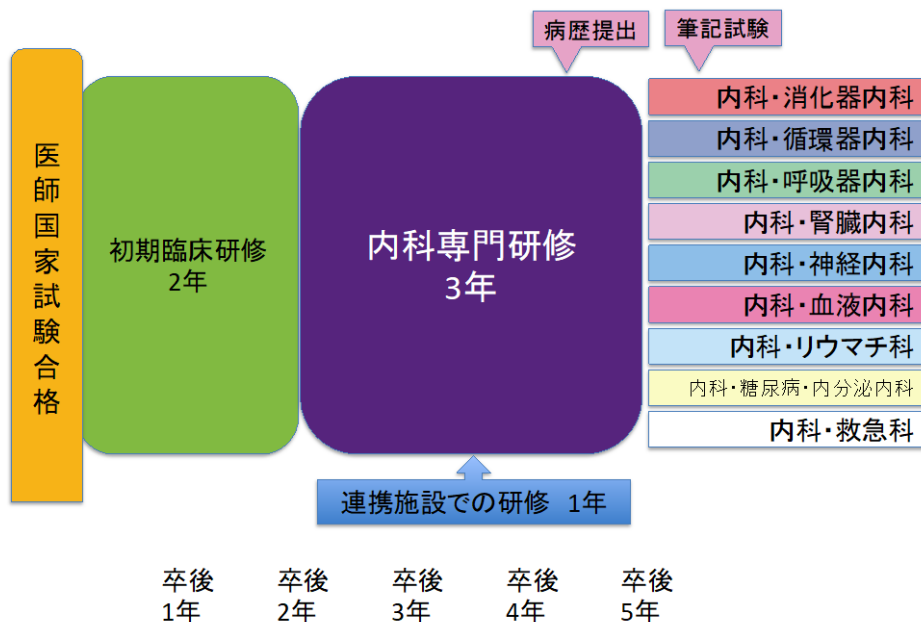 病歴提出
筆記試験
医師国家試験合格
初期臨床研修
2年
内科専門研修
3年
内科・消化器内科
内科・循環器内科
内科・呼吸器内科
内科・腎臓内科
内科・神経内科
内科・血液内科
内科・リウマチ科
内科・糖尿病・内分泌内科
内科・救急科
連携施設での研修 1年
卒後
1年
卒後
2年
卒後
3年
卒後
4年
卒後
5年